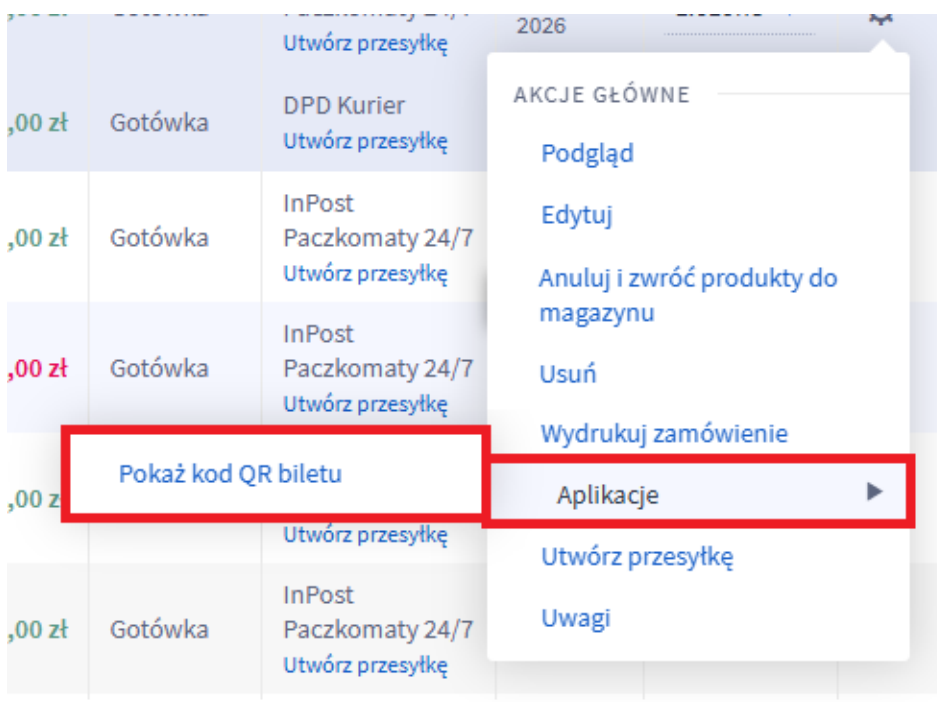 Utwórz przesyłkę
2026
,00 zł
Gotówka
DPD Kurier
Utwórz przesyłkę
,00 zł
Gotówka
InPost
Paczkomaty 24/7
Utwórz przesyłkę
,00 zł
Gotówka
InPost
Paczkomaty 24/7
Utwórz przesyłkę
,00 z
Utwórz przesyłkę
,00 zł
Gotówka
InPost
Paczkomaty 24/7
Utwórz przesyłkę
AKCJE GŁÓWNE
Podgląd
Edytuj
Anuluj i zwróć produkty do
magazynu
Usuń
Wydrukuj zamówienie
Aplikacje
Pokaż kod QR biletu
Utwórz przesyłkę
Uwagi